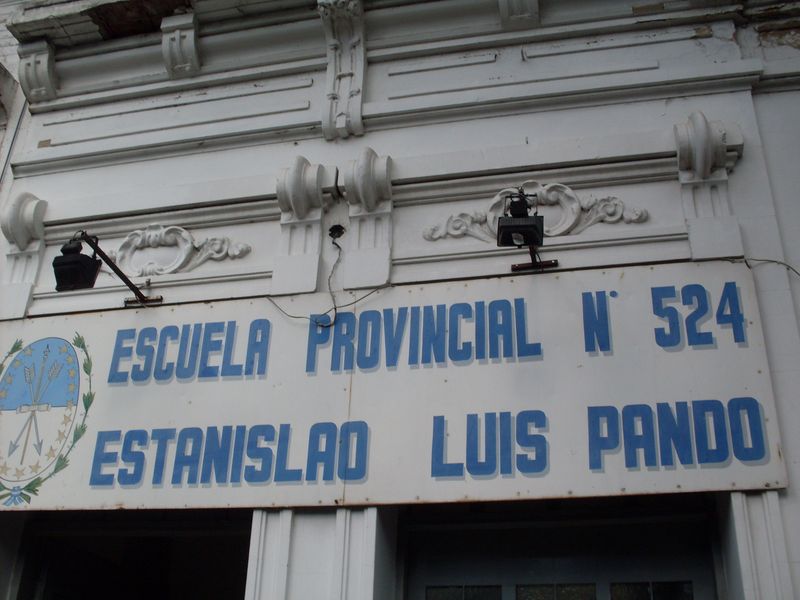 ESCUELA PROVINCIAL N° 524
ESTANISLAO LUIS PANDO